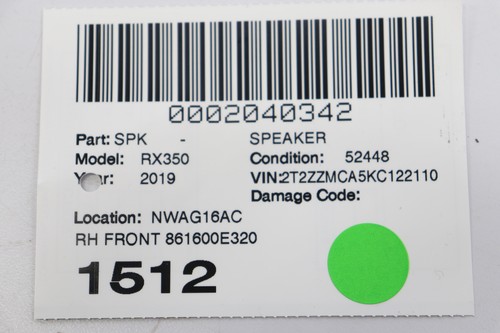 0002040342
Part: SPK - SPEAKER
Model: RX350 Condition: 52448
Year: 2019 VIN:2T2ZZMCA5KC122110
Damage Code:
Location: NWAG16AC
RH FRONT 861600E320
1512